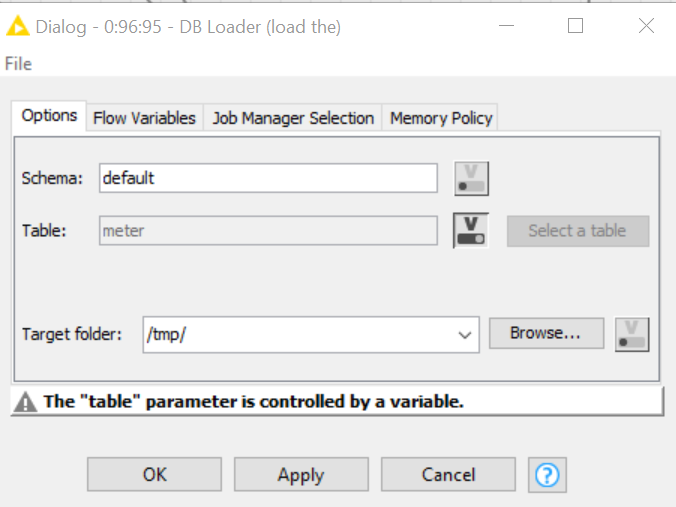 Dialog - 0:96:95 - DB Loader (load the)
File
Options Flow Variables Job Manager Selection Memory Policy
Schema: default V
Table: meter V Select a table
Target folder: /tmp/ Browse... V
The "table" parameter is controlled by a variable.
OK Apply Cancel ?